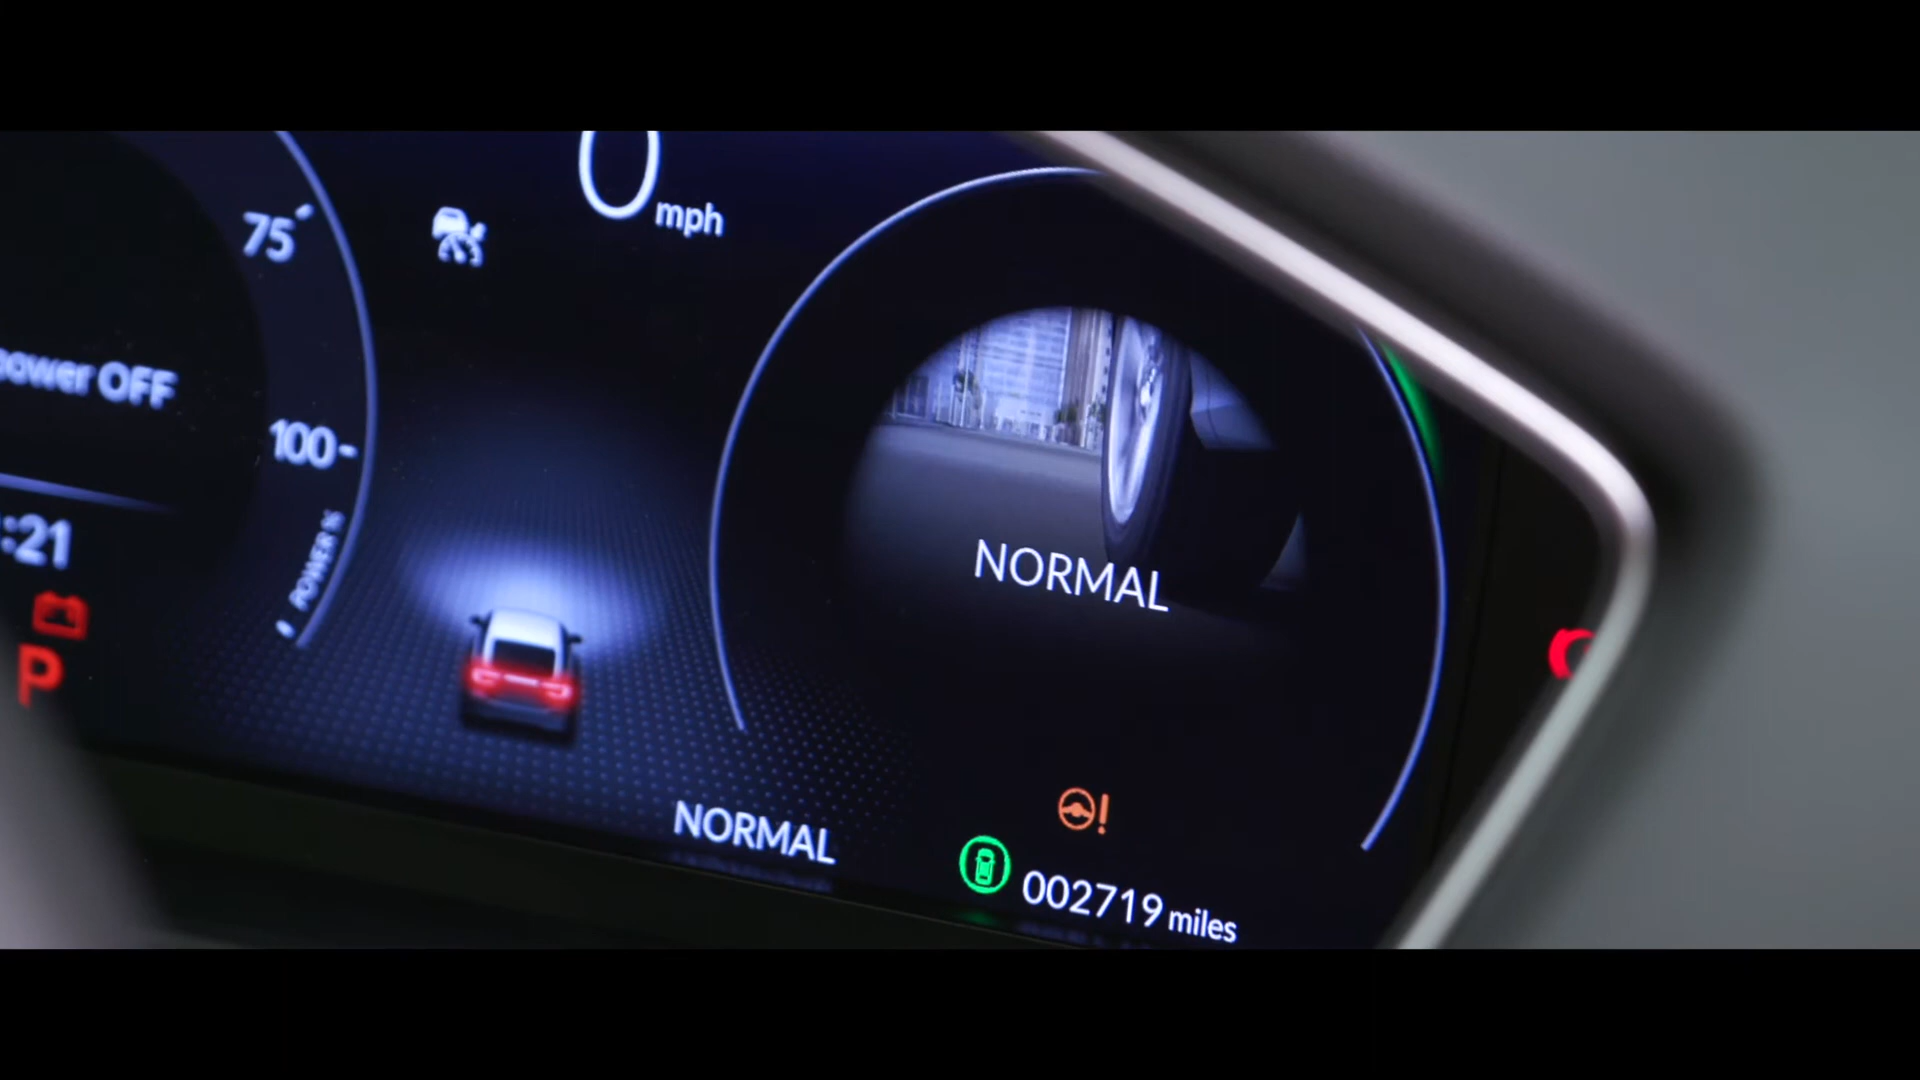 0 mph
75
power OFF
100
POWER %
:21
P
NORMAL
NORMAL
002719 miles